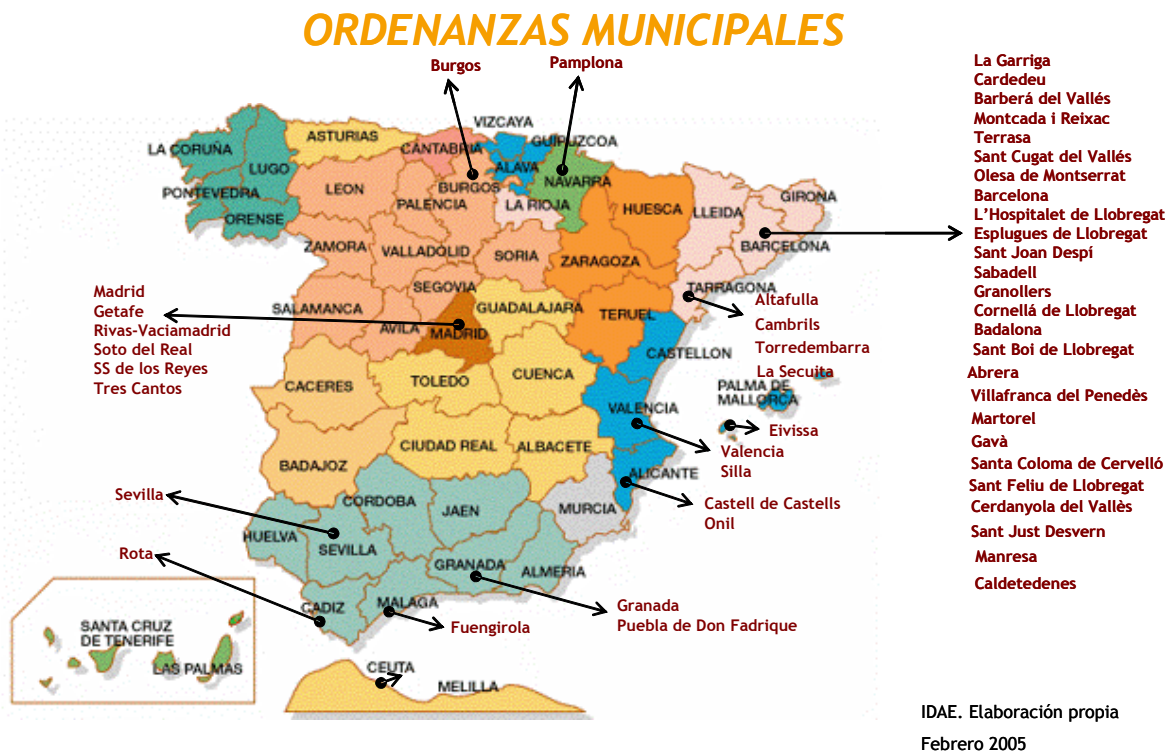 ORDENANZAS MUNICIPALES
Burgos
Pamplona
La Garriga
Cardedeu
Barberá del Vallés
Montcada i Reixac
Terrasa
Sant Cugat del Vallés
Olesa de Montserrat
Barcelona
L'Hospitalet de Llobregat
Esplugues de Llobregat
Sant Joan Despí
Sabadell
Granollers
Cornellá de Llobregat
Badalona
Sant Boi de Llobregat
Abrera
Villafranca del Penedès
Martorel
Gavà
Santa Coloma de Cervelló
Sant Feliu de Llobregat
Cerdanyola del Vallès
Sant Just Desvern
Manresa
Caldetedenes
VIZCAYA
ASTURIAS
CANTABRIA
GUIPUZCOA
LA CORUÑA
LUGO
ALAVA
NAVARRA
PONTEVEDRA
ORENSE
LEON
PALENCIA
BURGOS
LA RIOJA
HUESCA
LLEIDA
GIRONA
BARCELONA
ZAMORA
VALLADOLID
SORIA
ZARAGOZA
SEGOVIA
TARRAGONA
SALAMANCA
AVILA
MADRID
GUADALAJARA
TERUEL
Madrid
Getafe
Rivas-Vaciamadrid
Soto del Real
SS de los Reyes
Tres Cantos
Altafulla
Cambrils
Torredembarra
La Secuita
CASTELLON
CACERES
TOLEDO
CUENCA
PALMA DE
MALLORCA
VALENCIA
Eivissa
Valencia
Silla
BADAJOZ
CIUDAD REAL
ALBACETE
ALICANTE
Castell de Castells
Onil
Sevilla
CORDOBA
JAEN
MURCIA
HUELVA
SEVILLA
Rota
GRANADA
ALMERIA
CADIZ
MALAGA
Granada
Puebla de Don Fadrique
Fuengirola
SANTA CRUZ
DE TENERIFE
LAS PALMAS
CEUTA
MELILLA
IDAE. Elaboración propia
Febrero 2005